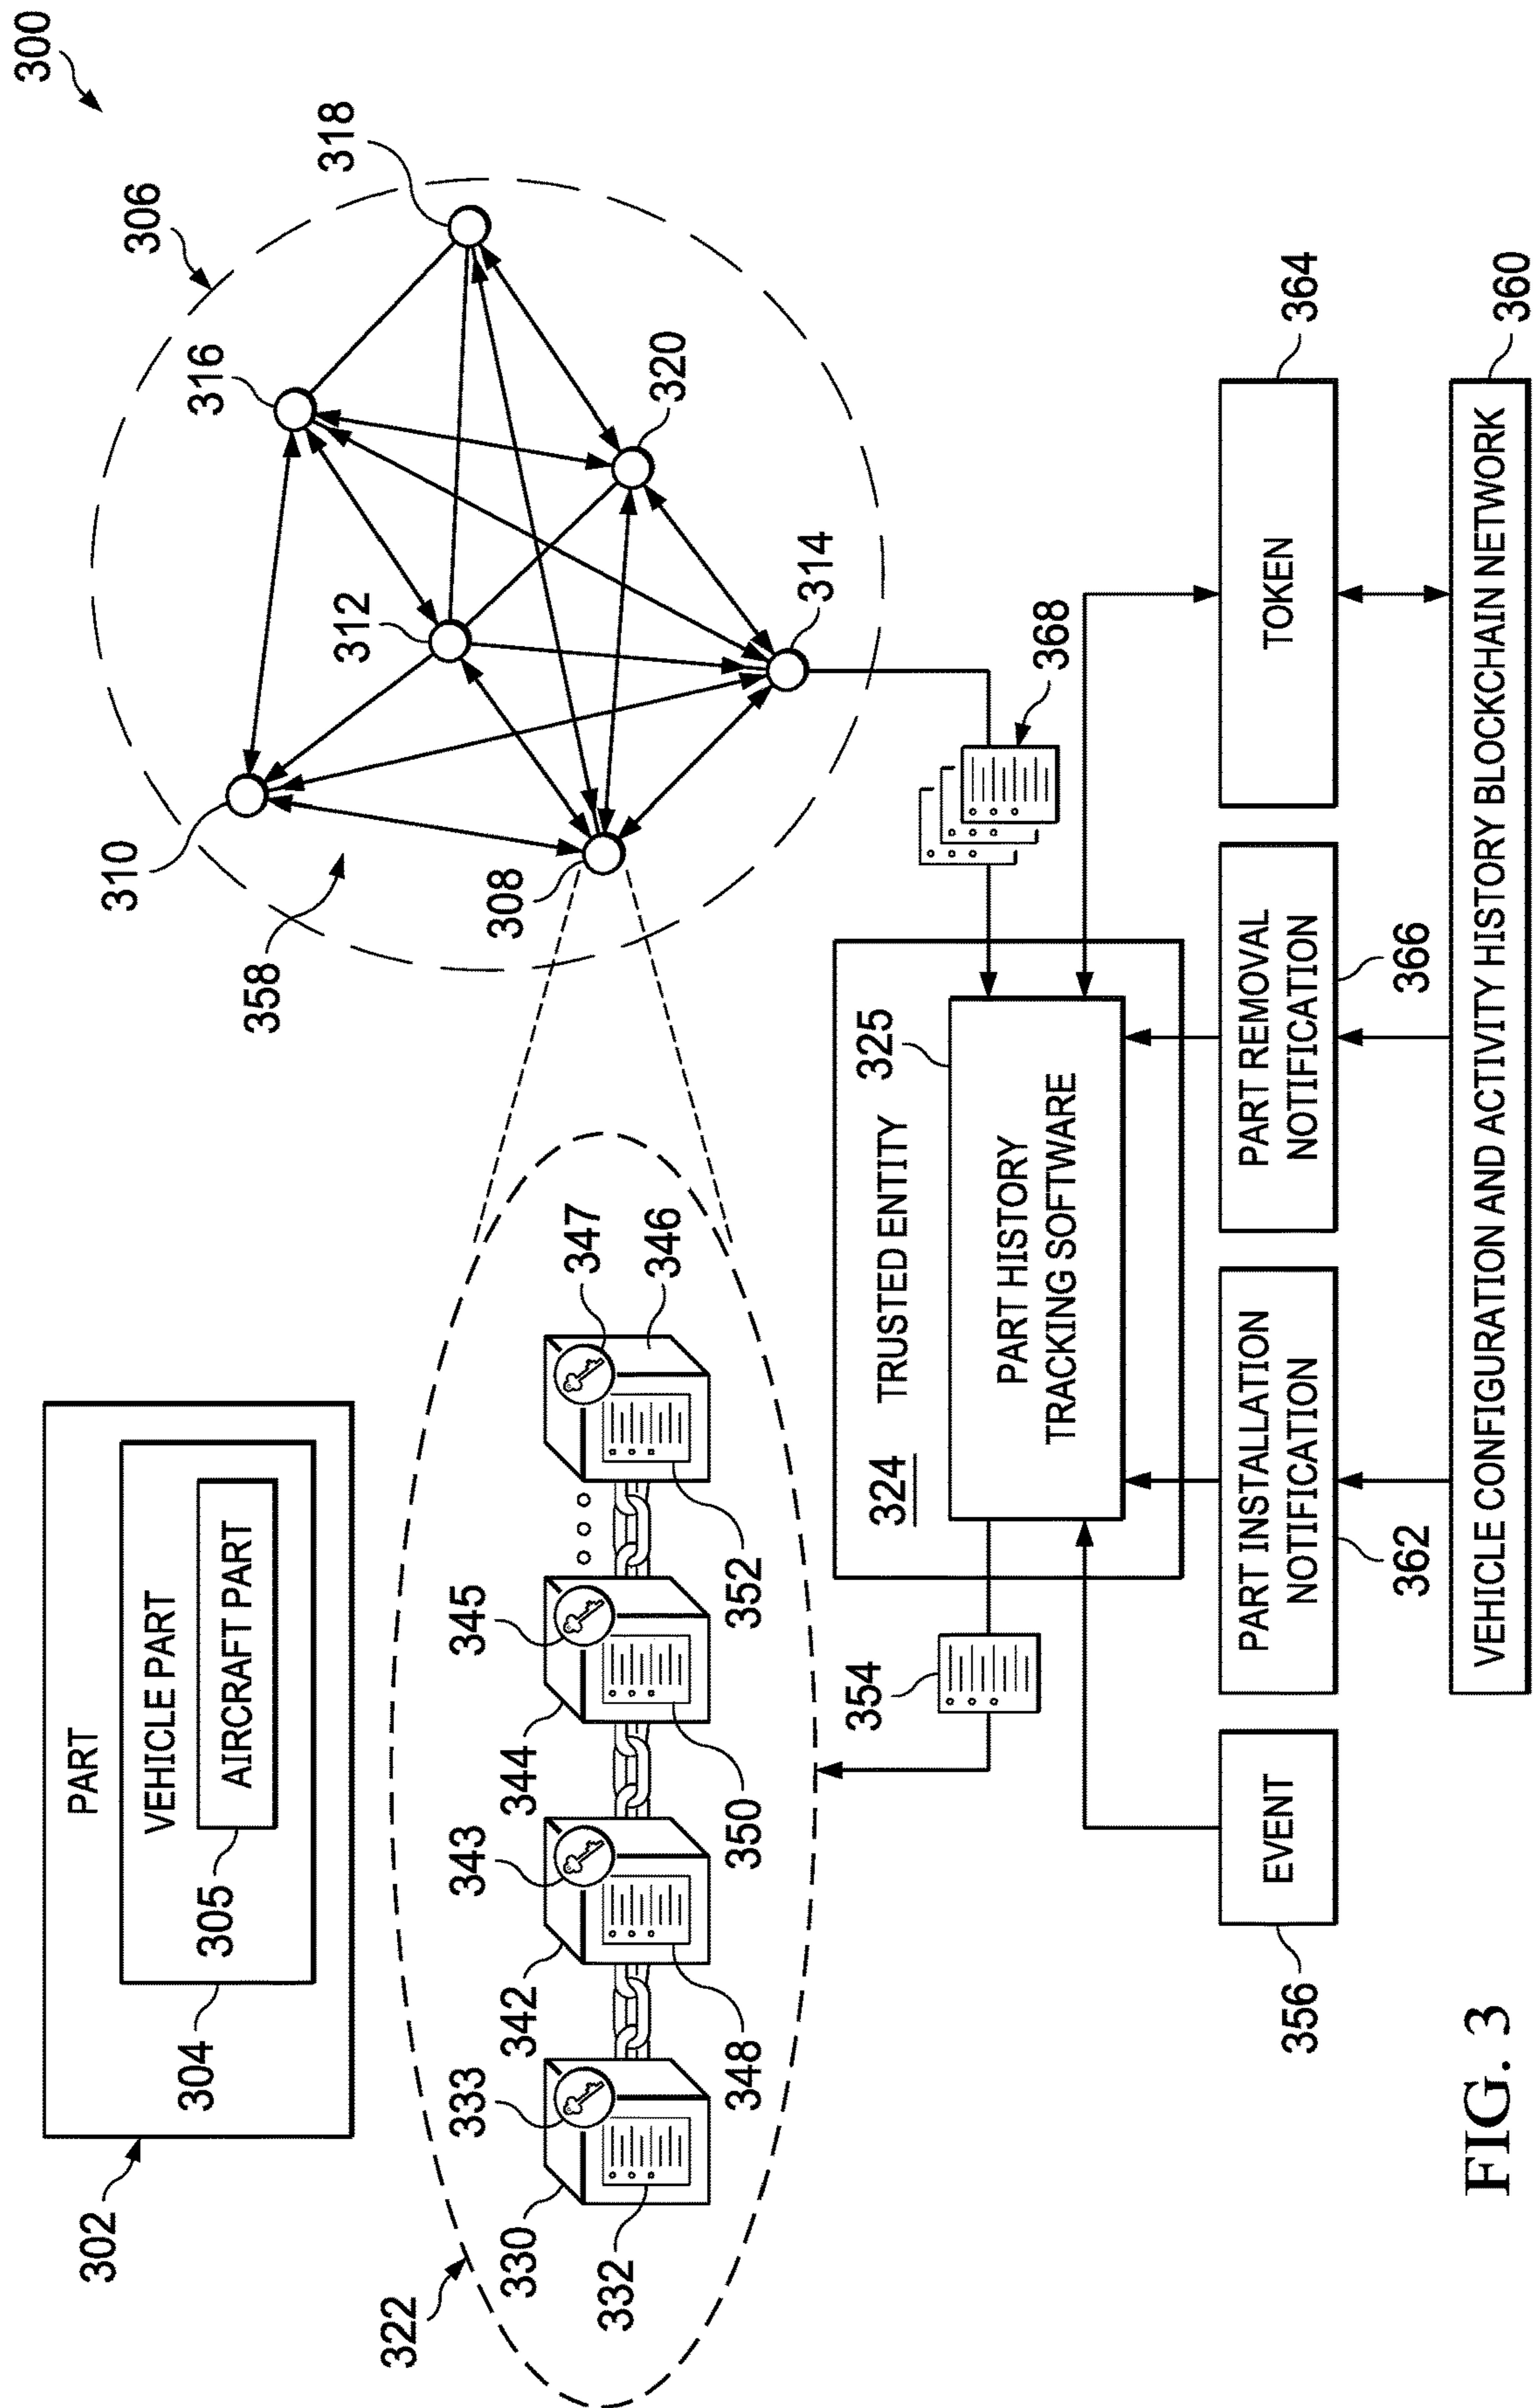 300
302
PART
VEHICLE PART
AIRCRAFT PART
304
305
306
310
316
318
312
308
320
314
358
322
330
333
332
342
343
348
344
345
350
347
346
352
354
324
TRUSTED ENTITY
325
PART HISTORY
TRACKING SOFTWARE
368
356
EVENT
PART INSTALLATION
NOTIFICATION
362
PART REMOVAL
NOTIFICATION
366
TOKEN
364
VEHICLE CONFIGURATION AND ACTIVITY HISTORY BLOCKCHAIN NETWORK
360
FIG. 3